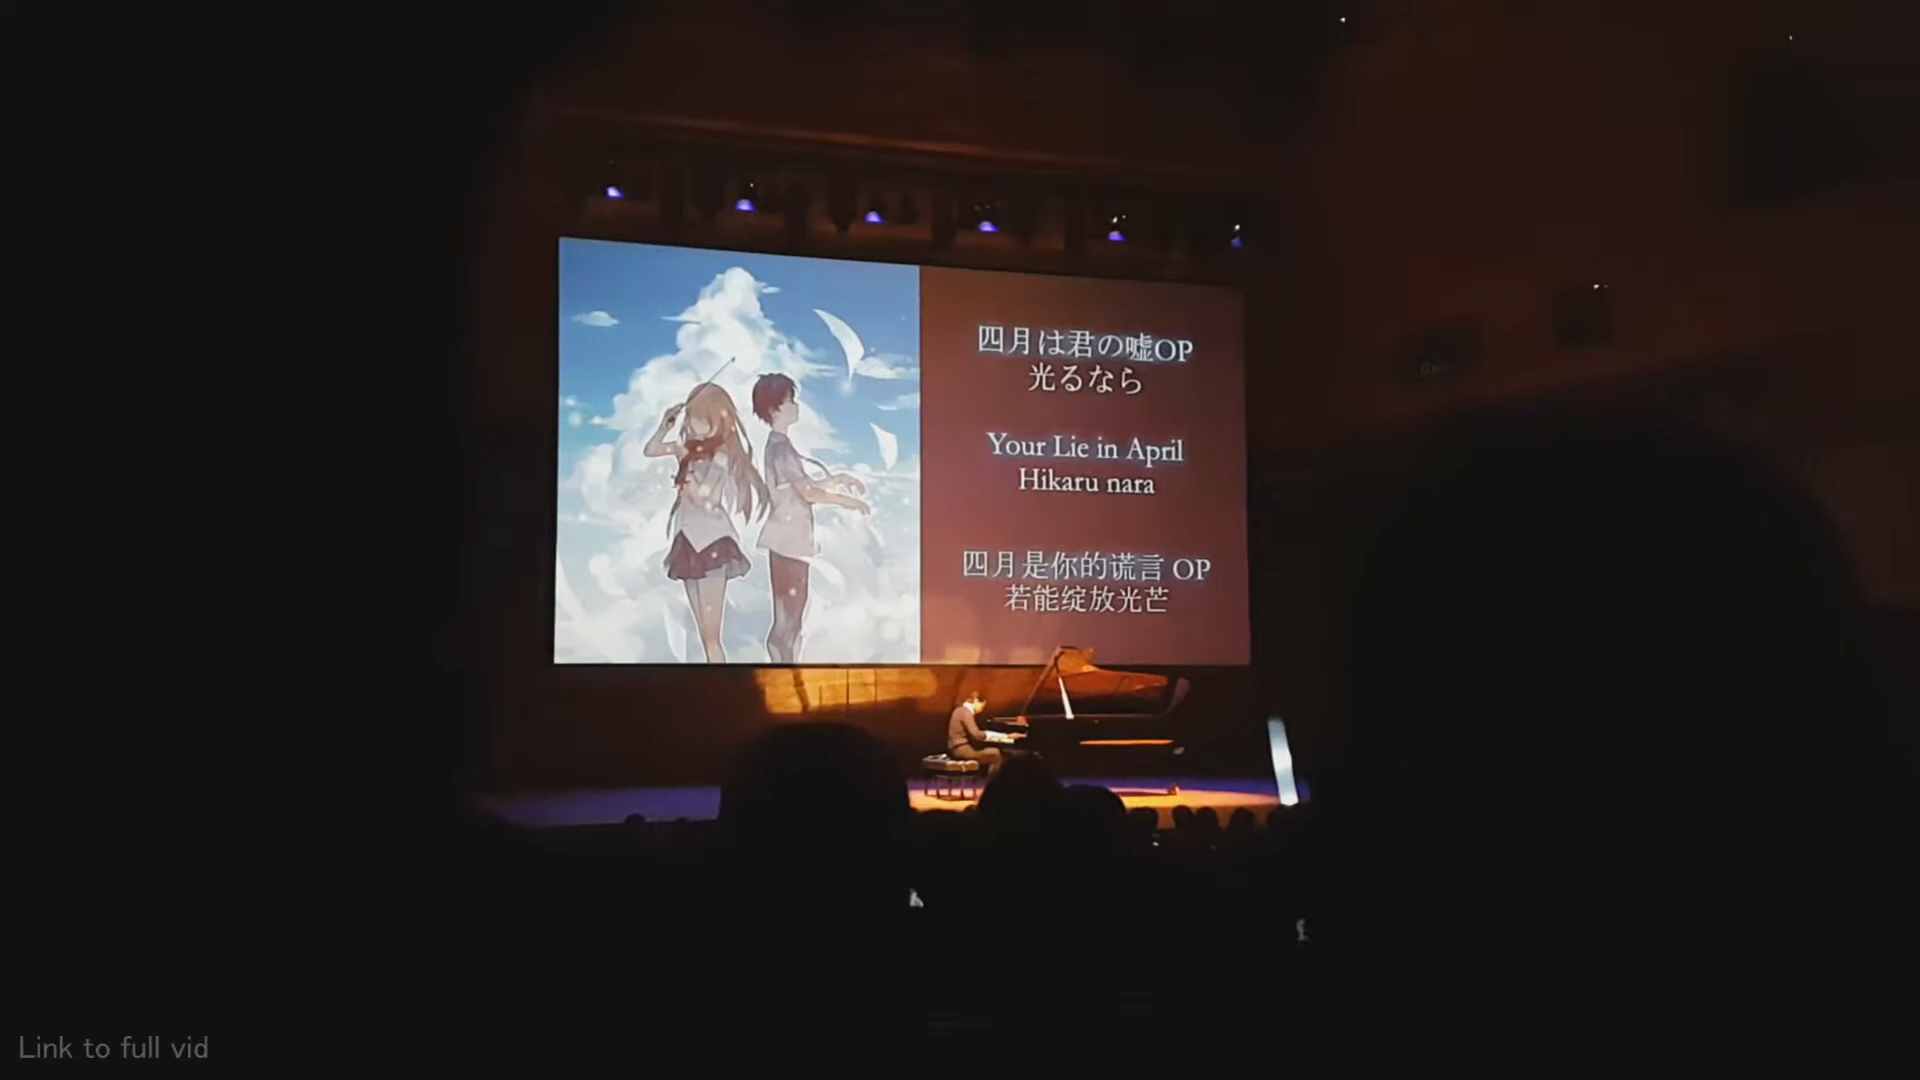 四月は君の嘘OP
光るなら
Your Lie in April
Hikaru nara
四月是你的谎言 OP
若能绽放光芒
Link to full vid